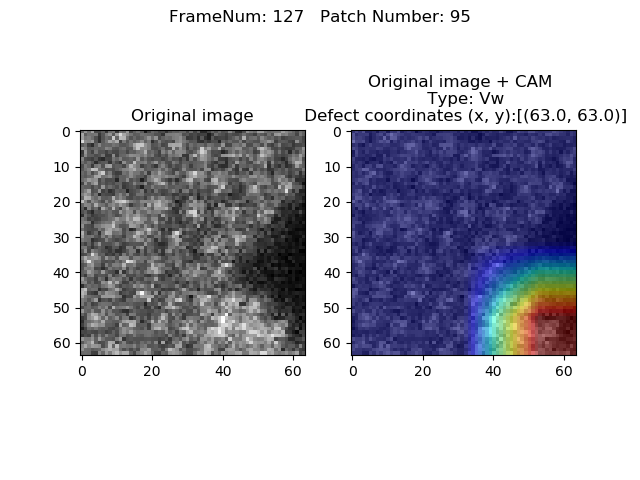 FrameNum: 127   Patch Number: 95
Original image
Original image + CAM
Type: Vw
Defect coordinates (x, y):[(63.0, 63.0)]
0
10
20
30
40
50
60
0 20 40 60
0
10
20
30
40
50
60
0 20 40 60